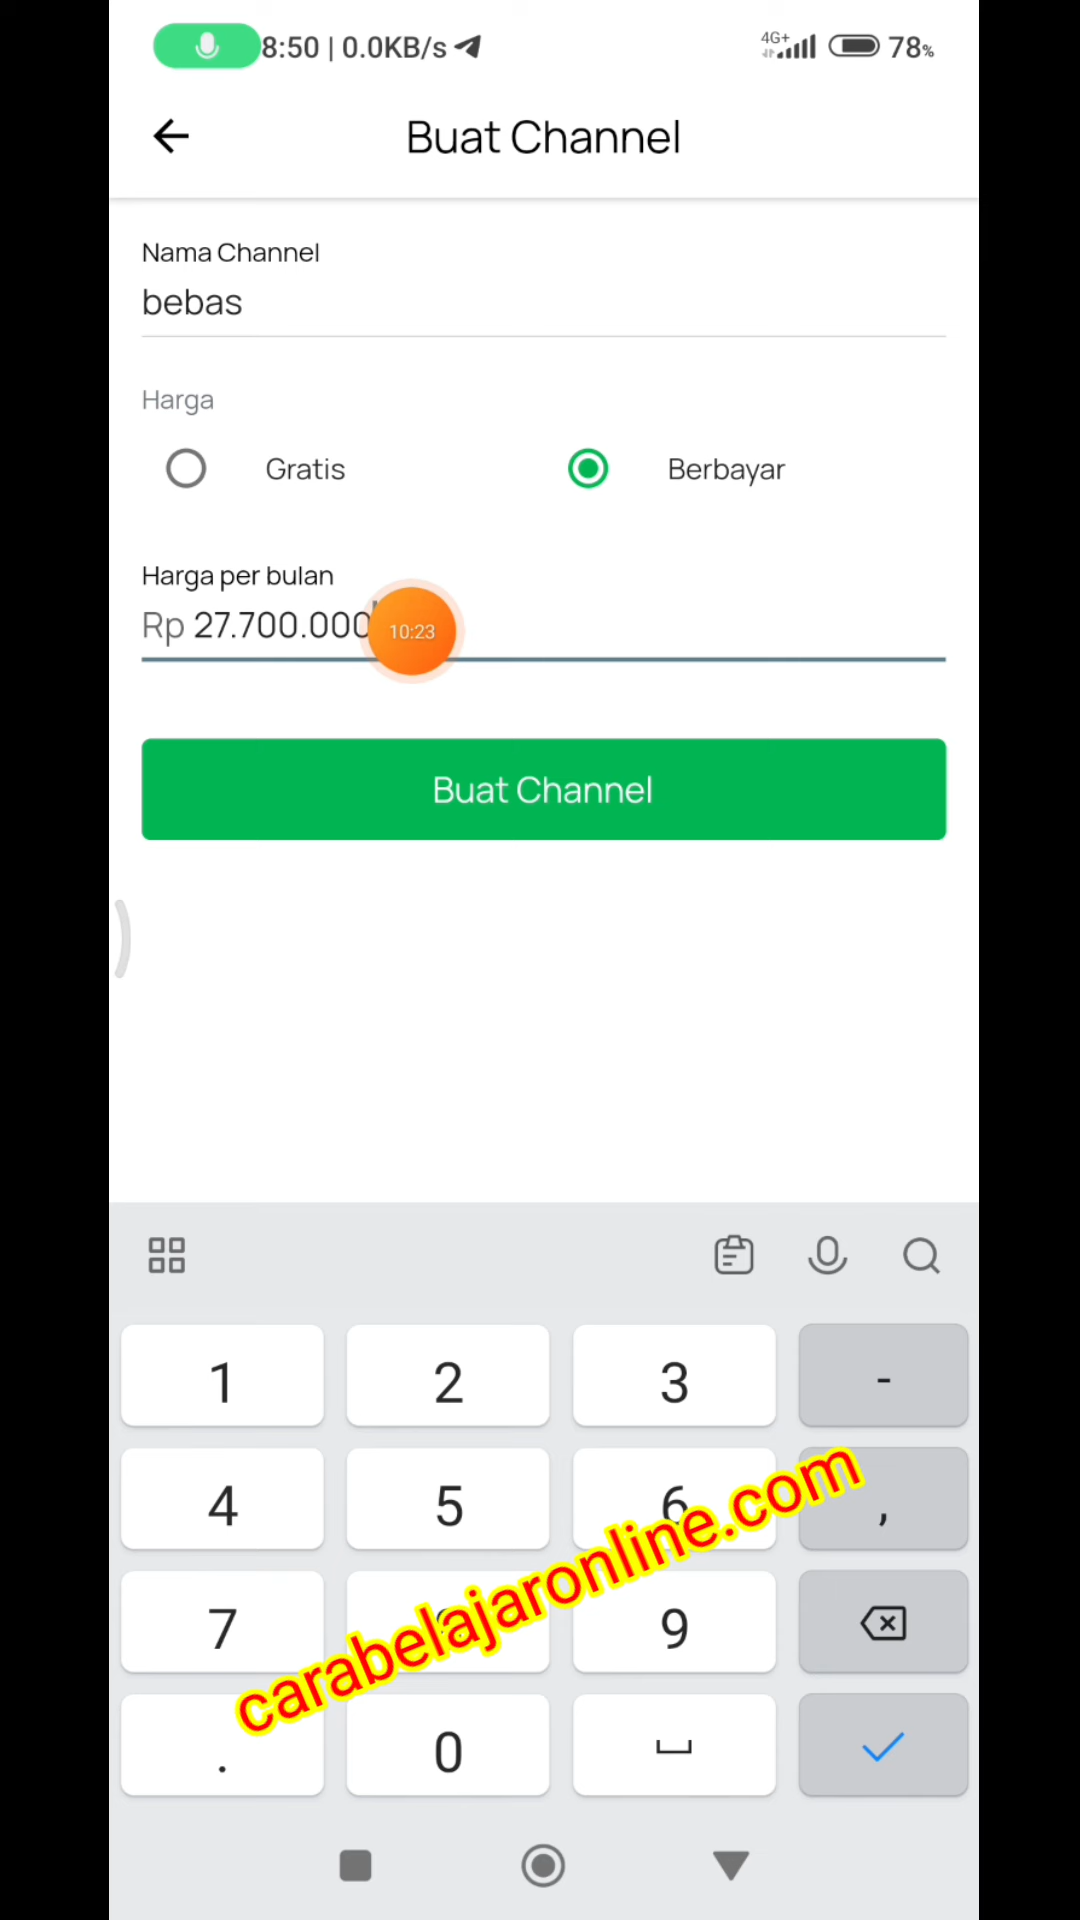 8:50 | 0.0KB/s 4G+ 78%
Buat Channel
Nama Channel
bebas
Harga
Gratis Berbayar
Harga per bulan
Rp 27.700.000
10:23
Buat Channel
1 2 3 -
4 5 6 ,
7 9
. 0
carabelajaronline.com